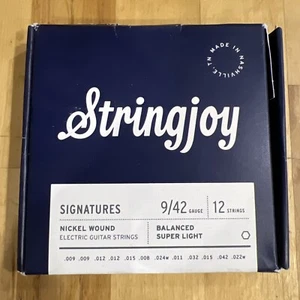 MADE IN NASHVILLE, TN
Stringjoy
SIGNATURES 9/42 GAUGE 12 STRINGS
NICKEL WOUND BALANCED
ELECTRIC GUITAR STRINGS SUPER LIGHT
.009 .009 .012 .012 .015 .008 .024w .011 .032 .015 .042 .022w